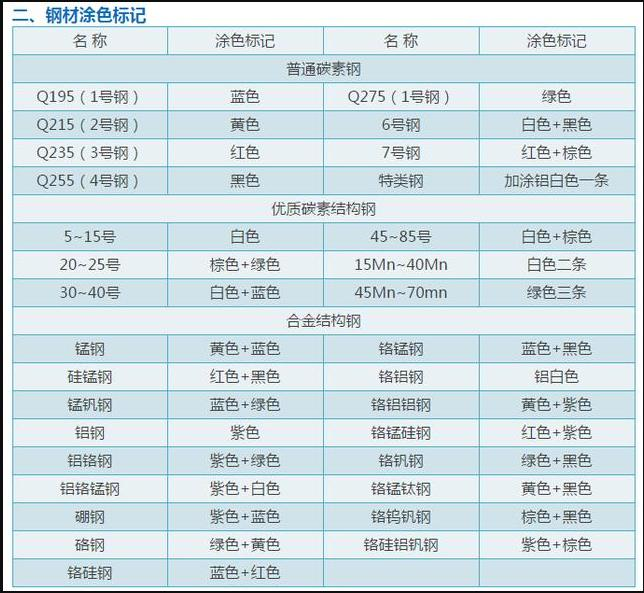 二、钢材涂色标记
名 称 涂色标记 名 称 涂色标记
普通碳素钢
Q195（1号钢） 蓝色 Q275（1号钢） 绿色
Q215（2号钢） 黄色 6号钢 白色+黑色
Q235（3号钢） 红色 7号钢 红色+棕色
Q255（4号钢） 黑色 特类钢 加涂铝白色一条
优质碳素结构钢
5~15号 白色 45~85号 白色+棕色
20~25号 棕色+绿色 15Mn~40Mn 白色二条
30~40号 白色+蓝色 45Mn~70mn 绿色三条
合金结构钢
锰钢 黄色+蓝色 铬锰钢 蓝色+黑色
硅锰钢 红色+黑色 铬铝钢 铝白色
锰钒钢 蓝色+绿色 铬铝铝钢 黄色+紫色
铝钢 紫色 铬锰硅钢 红色+紫色
铝铬钢 紫色+绿色 铬钒钢 绿色+黑色
铝铬锰钢 紫色+白色 铬锰钛钢 黄色+黑色
硼钢 紫色+蓝色 铬钨钒钢 棕色+黑色
硌钢 绿色+黄色 铬硅铝钒钢 紫色+棕色
铬硅钢 蓝色+红色